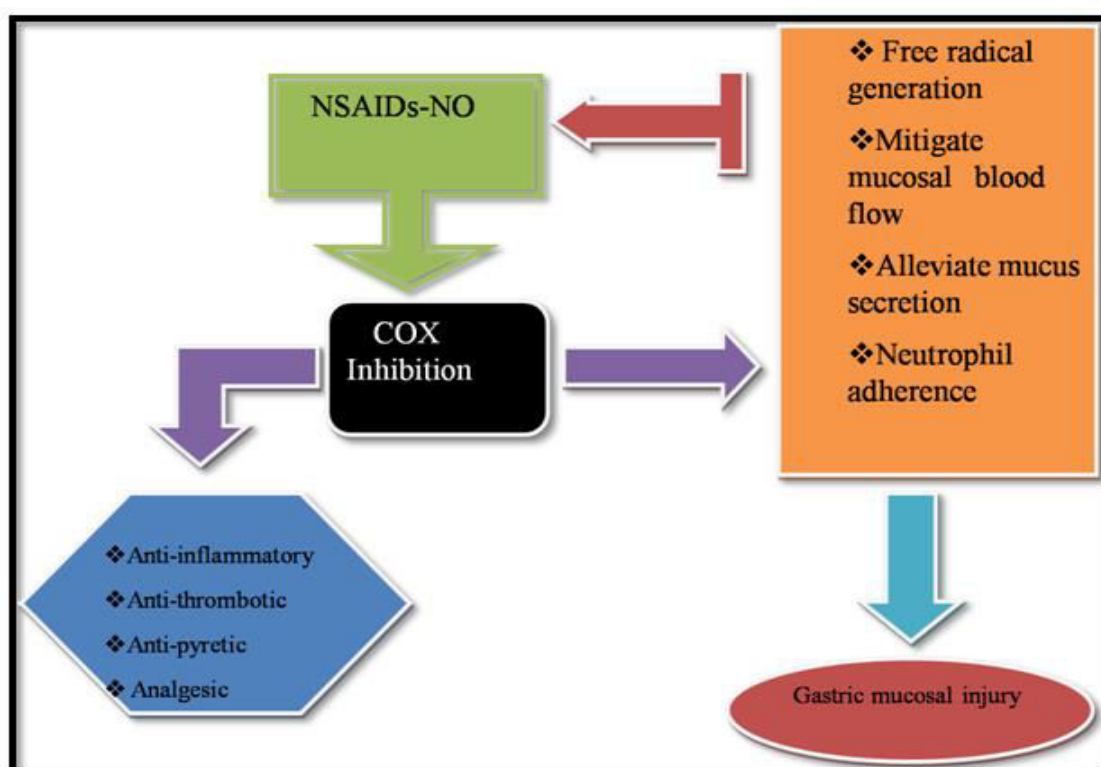 NSAIDs-NO
❖ Free radical
generation
❖Mitigate
mucosal blood
flow
❖Alleviate mucus
secretion
❖Neutrophil
adherence
COX
Inhibition
❖Anti-inflammatory
❖Anti-thrombotic
❖Anti-pyretic
❖ Analgesic
Gastric mucosal injury